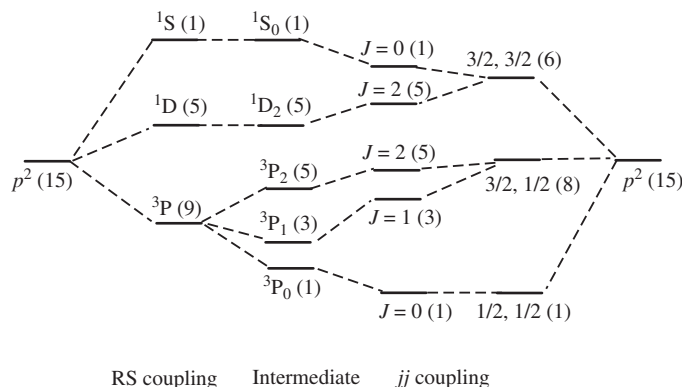 ¹S (1)
¹S₀ (1)
J = 0 (1)
3/2, 3/2 (6)
¹D (5)
¹D₂ (5)
J = 2 (5)
p² (15)
³P₂ (5)
J = 2 (5)
3/2, 1/2 (8)
p² (15)
³P (9)
³P₁ (3)
J = 1 (3)
³P₀ (1)
J = 0 (1)
1/2, 1/2 (1)
RS coupling Intermediate jj coupling